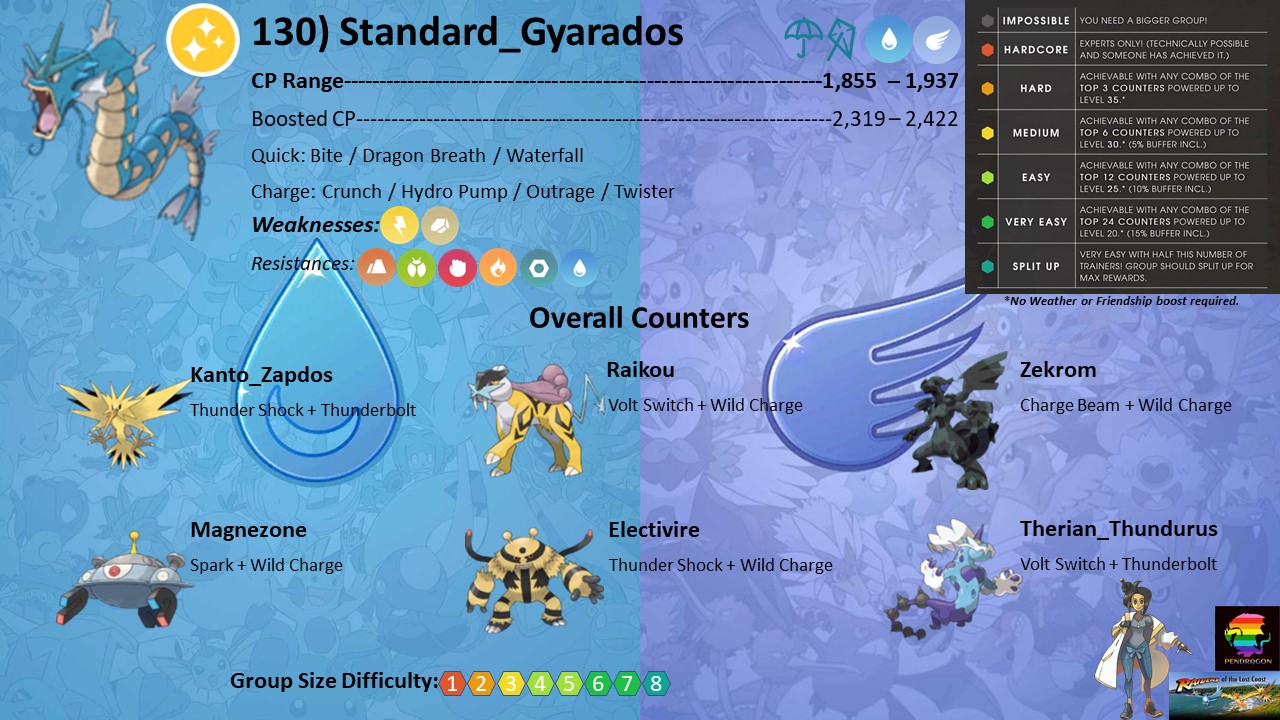 130) Standard_Gyarados
CP Range--------------------------------------------------------------------1,855 – 1,937
Boosted CP--------------------------------------------------------------------2,319 – 2,422
Quick: Bite / Dragon Breath / Waterfall
Charge: Crunch / Hydro Pump / Outrage / Twister
Weaknesses:
Resistances:
IMPOSSIBLE YOU NEED A BIGGER GROUP!
HARDCORE EXPERTS ONLY! (TECHNICALLY POSSIBLE
AND SOMEONE HAS ACHIEVED IT.)
HARD ACHIEVABLE WITH ANY COMBO OF THE
TOP 3 COUNTERS POWERED UP TO
LEVEL 35.*
MEDIUM ACHIEVABLE WITH ANY COMBO OF THE
TOP 6 COUNTERS POWERED UP TO
LEVEL 30.* (5% BUFFER INCL.)
EASY ACHIEVABLE WITH ANY COMBO OF THE
TOP 12 COUNTERS POWERED UP TO
LEVEL 25.* (10% BUFFER INCL.)
VERY EASY ACHIEVABLE WITH ANY COMBO OF THE
TOP 24 COUNTERS POWERED UP TO
LEVEL 20.* (15% BUFFER INCL.)
SPLIT UP VERY EASY WITH HALF THIS NUMBER OF
TRAINERS! GROUP SHOULD SPLIT UP FOR
MAX REWARDS.
*No Weather or Friendship boost required.
Overall Counters
Kanto_Zapdos
Thunder Shock + Thunderbolt
Raikou
Volt Switch + Wild Charge
Zekrom
Charge Beam + Wild Charge
Magnezone
Spark + Wild Charge
Electivire
Thunder Shock + Wild Charge
Therian_Thundurus
Volt Switch + Thunderbolt
Group Size Difficulty: 1 2 3 4 5 6 7 8
PENDRAGON
RAIDERS of the Lost Coast